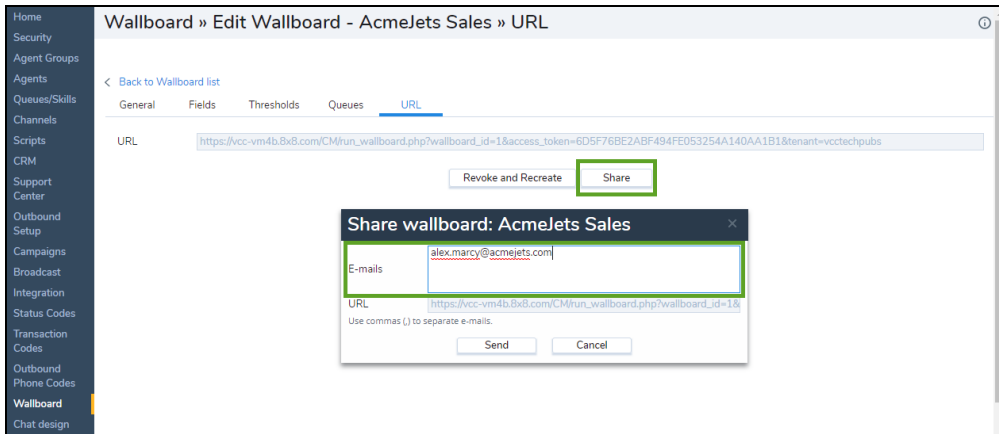 Home
Security
Agent Groups
Agents
Queues/Skills
Channels
Scripts
CRM
Support
Center
Outbound
Setup
Campaigns
Broadcast
Integration
Status Codes
Transaction
Codes
Outbound
Phone Codes
Wallboard
Chat design
Wallboard » Edit Wallboard - AcmeJets Sales » URL
< Back to Wallboard list
General Fields Thresholds Queues URL
URL https://vcc-vm4b.8x8.com/CM/run_wallboard.php?wallboard_id=1&access_token=6D5F76BE2ABF494FE053254A140AA1B1&tenant=vcctechpubs
Revoke and Recreate Share
Share wallboard: AcmeJets Sales ×
E-mails alex.marcy@acmejets.com
URL https://vcc-vm4b.8x8.com/CM/run_wallboard.php?wallboard_id=1&
Use commas (,) to separate e-mails.
Send Cancel